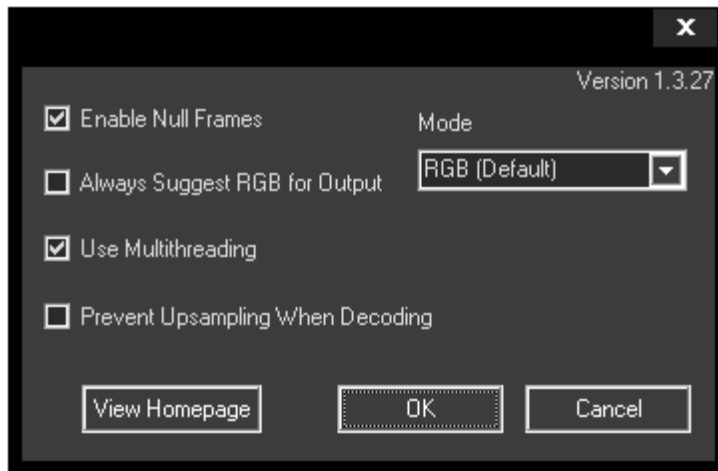 X
Version 1.3.27
Enable Null Frames
Mode
Always Suggest RGB for Output
RGB (Default)
Use Multithreading
Prevent Upsampling When Decoding
View Homepage
OK
Cancel